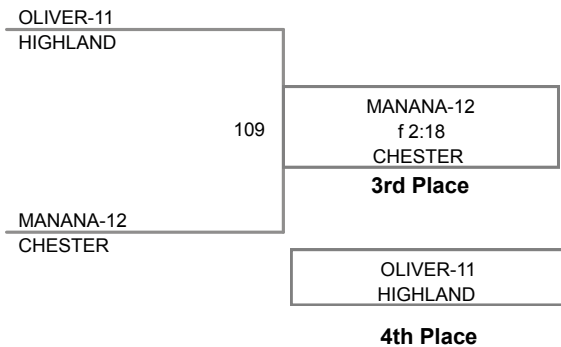 OLIVER-11
HIGHLAND
109
MANANA-12
f 2:18
CHESTER
3rd Place
MANANA-12
CHESTER
OLIVER-11
HIGHLAND
4th Place